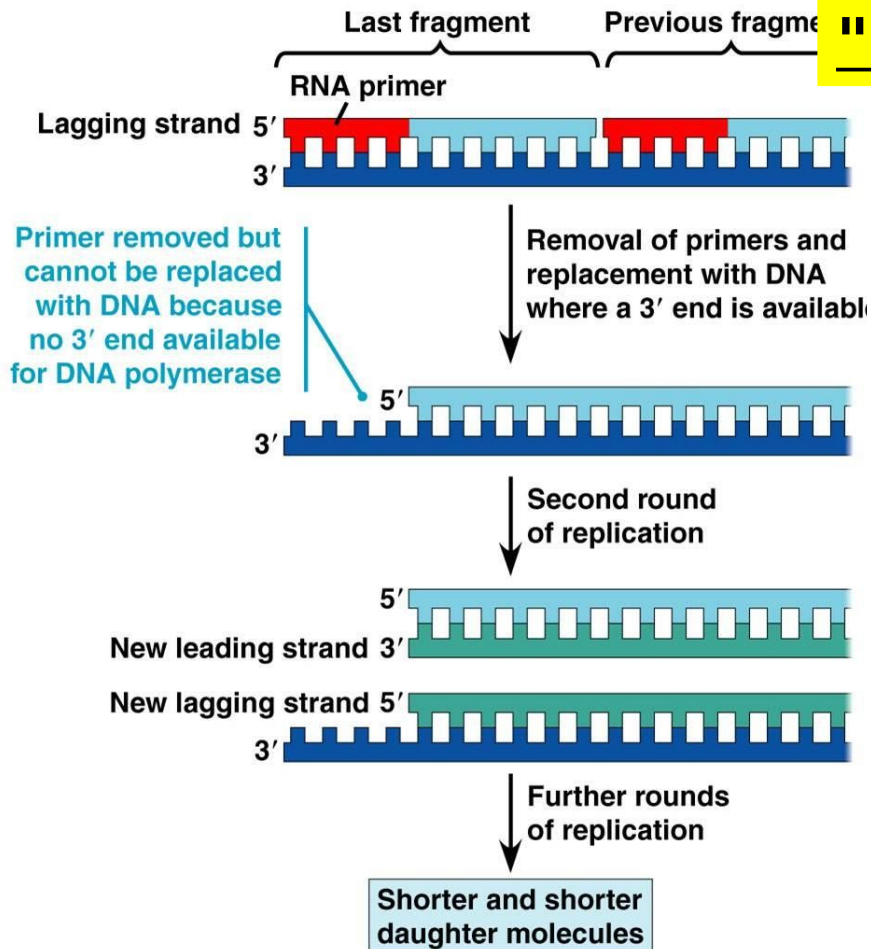 Last fragment
Previous fragme
"
RNA primer
Lagging strand 5′
3′
Primer removed but
cannot be replaced
with DNA because
no 3′ end available
for DNA polymerase
Removal of primers and
replacement with DNA
where a 3′ end is availabl
5′
3′
Second round
of replication
5′
New leading strand 3′
New lagging strand 5′
3′
Further rounds
of replication
Shorter and shorter
daughter molecules